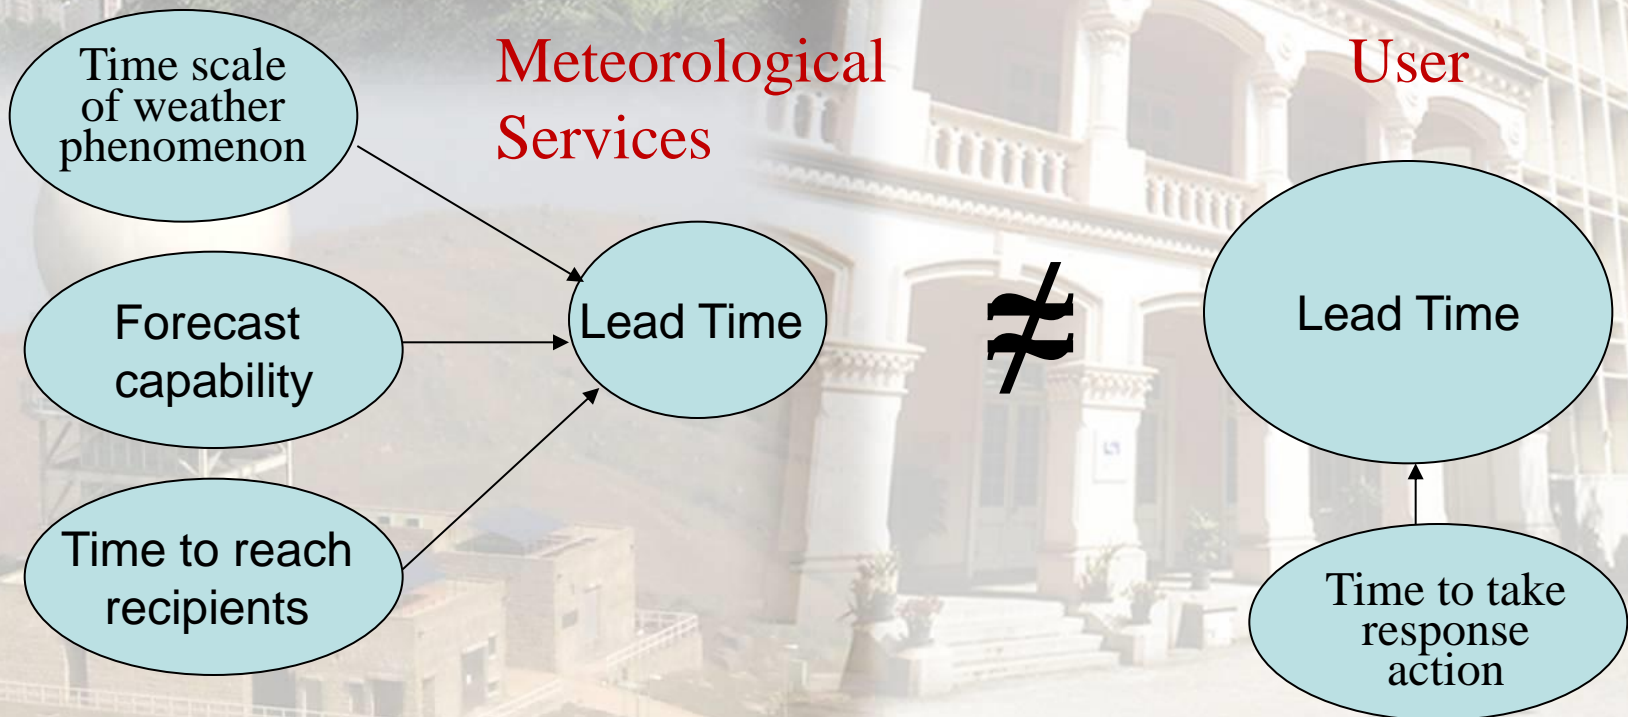 Time scale
of weather
phenomenon
Meteorological
Services
User
Forecast
capability
Lead Time
≉
Lead Time
Time to reach
recipients
Time to take
response
action